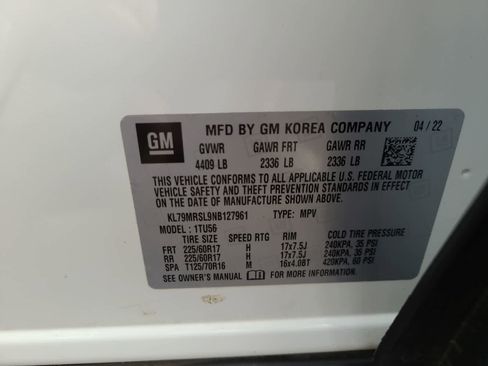 GM
MFD BY GM KOREA COMPANY 04 / 22
GVWR GAWR FRT GAWR RR
4409 LB 2336 LB 2336 LB
THIS VEHICLE CONFORMS TO ALL APPLICABLE U.S. FEDERAL MOTOR
VEHICLE SAFETY AND THEFT PREVENTION STANDARDS IN EFFECT
ON THE DATE OF MANUFACTURE SHOWN ABOVE.
KL79MRSL9NB127961 TYPE: MPV
MODEL: 1TU56
TIRE SIZE SPEED RTG RIM COLD TIRE PRESSURE
FRT 225/60R17 H 17x7.5J 240KPA, 35 PSI
RR 225/60R17 H 17x7.5J 240KPA, 35 PSI
SPA T125/70R16 M 16x4.0BT 420KPA, 60 PSI
SEE OWNER'S MANUAL FOR MORE INFORMATION.